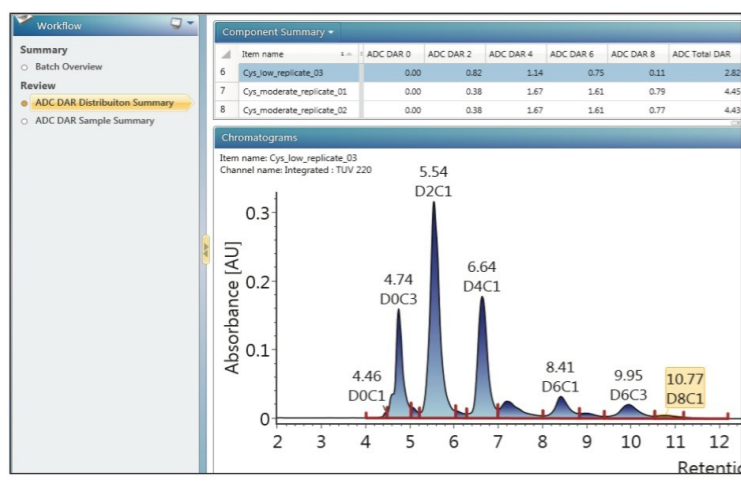 Workflow
Summary
Batch Overview
Review
ADC DAR Distribuiton Summary
ADC DAR Sample Summary
Component Summary
Item name ADC DAR 0 ADC DAR 2 ADC DAR 4 ADC DAR 6 ADC DAR 8 ADC Total DAR
6 Cys_low_replicate_03 0.00 0.82 1.14 0.75 0.11 2.82
7 Cys_moderate_replicate_01 0.00 0.38 1.67 1.61 0.79 4.45
8 Cys_moderate_replicate_02 0.00 0.38 1.67 1.61 0.77 4.43
Chromatograms
Item name: Cys_low_replicate_03
Channel name: Integrated : TUV 220
5.54
D2C1
0.3
6.64
D4C1
4.74
D0C3
0.2
Absorbance [AU]
0.1
8.41
D6C1
9.95
D6C3
10.77
D8C1
4.46
D0C1
0
2 3 4 5 6 7 8 9 10 11 12
Retentio